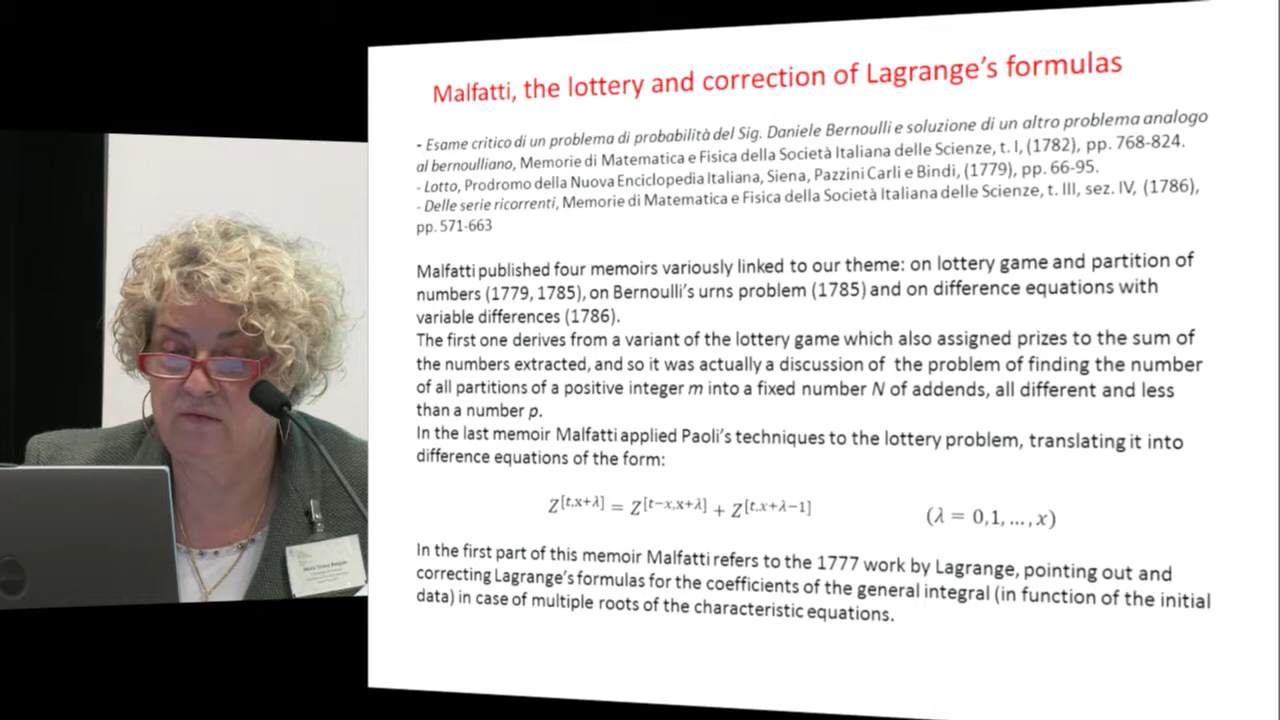 Malfatti, the lottery and correction of Lagrange's formulas
- Esame critico di un problema di probabilità del Sig. Daniele Bernoulli e soluzione di un altro problema analogo
al bernoulliano, Memorie di Matematica e Fisica della Società Italiana delle Scienze, t. I, (1782), pp. 768-824.
- Lotto, Prodromo della Nuova Enciclopedia Italiana, Siena, Pazzini Carli e Bindi, (1779), pp. 66-95.
- Delle serie ricorrenti, Memorie di Matematica e Fisica della Società Italiana delle Scienze, t. III, sez. IV, (1786),
pp. 571-663
Malfatti published four memoirs variously linked to our theme: on lottery game and partition of
numbers (1779, 1785), on Bernoulli's urns problem (1785) and on difference equations with
variable differences (1786).
The first one derives from a variant of the lottery game which also assigned prizes to the sum of
the numbers extracted, and so it was actually a discussion of the problem of finding the number
of all partitions of a positive integer m into a fixed number N of addends, all different and less
than a number p.
In the last memoir Malfatti applied Paoli's techniques to the lottery problem, translating it into
difference equations of the form:
Z^[t,x+λ] = Z^[t−x,x+λ] + Z^[t,x+λ−1] (λ = 0,1, ..., x)
In the first part of this memoir Malfatti refers to the 1777 work by Lagrange, pointing out and
correcting Lagrange's formulas for the coefficients of the general integral (in function of the initial
data) in case of multiple roots of the characteristic equations.